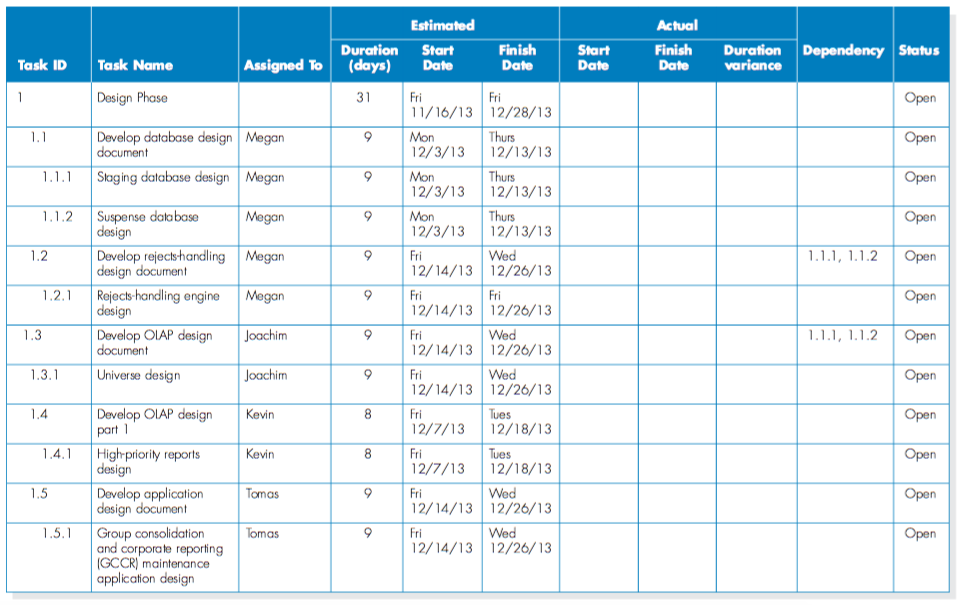 Estimated Actual
Task ID Task Name Assigned To Duration (days) Start Date Finish Date Start Date Finish Date Duration variance Dependency Status
1 Design Phase 31 Fri 11/16/13 Fri 12/28/13 Open
1.1 Develop database design document Megan 9 Mon 12/3/13 Thurs 12/13/13 Open
1.1.1 Staging database design Megan 9 Mon 12/3/13 Thurs 12/13/13 Open
1.1.2 Suspense database design Megan 9 Mon 12/3/13 Thurs 12/13/13 Open
1.2 Develop rejects-handling design document Megan 9 Fri 12/14/13 Wed 12/26/13 1.1.1, 1.1.2 Open
1.2.1 Rejects-handling engine design Megan 9 Fri 12/14/13 Fri 12/26/13 Open
1.3 Develop OLAP design document Joachim 9 Fri 12/14/13 Wed 12/26/13 1.1.1, 1.1.2 Open
1.3.1 Universe design Joachim 9 Fri 12/14/13 Wed 12/26/13 Open
1.4 Develop OLAP design part 1 Kevin 8 Fri 12/7/13 Tues 12/18/13 Open
1.4.1 High-priority reports design Kevin 8 Fri 12/7/13 Tues 12/18/13 Open
1.5 Develop application design document Tomas 9 Fri 12/14/13 Wed 12/26/13 Open
1.5.1 Group consolidation and corporate reporting (GCCR) maintenance application design Tomas 9 Fri 12/14/13 Wed 12/26/13 Open